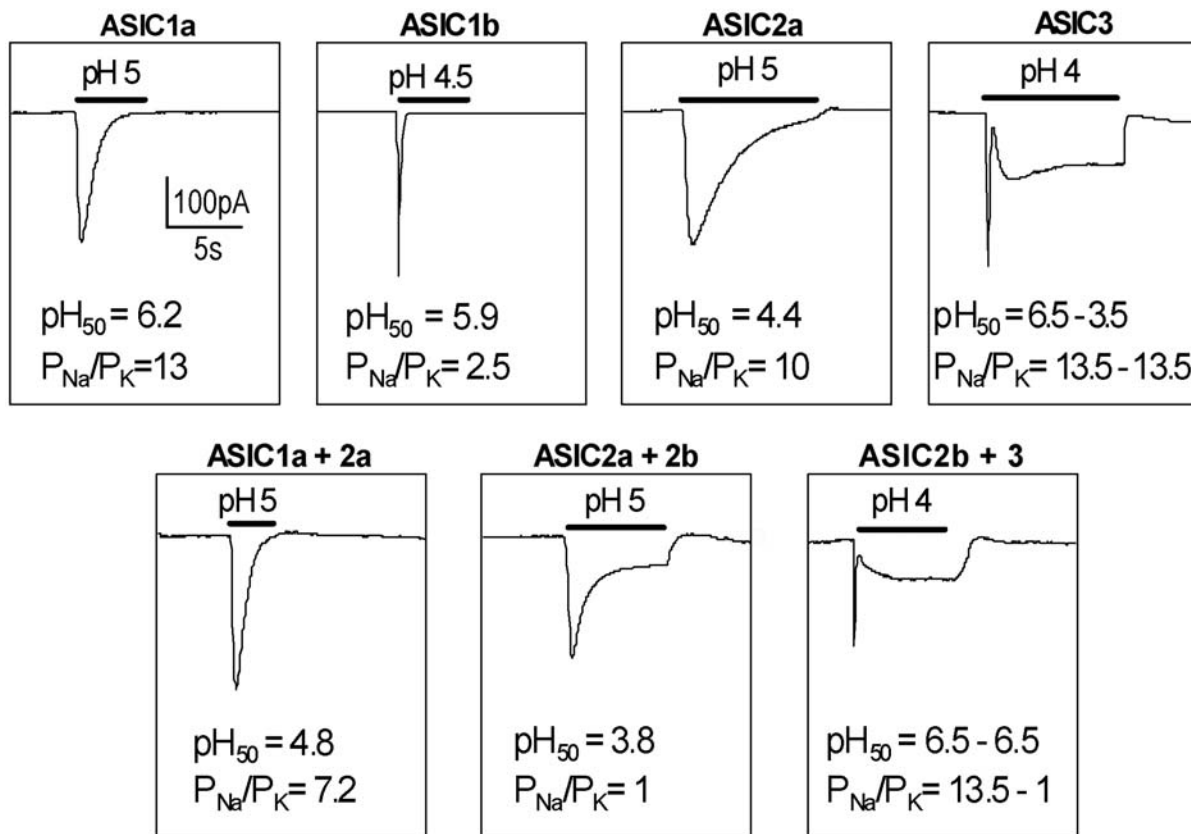 ASIC1a
pH 5
100pA
5s
pH50 = 6.2
PNa/PK=13
ASIC1b
pH 4.5
pH50 = 5.9
PNa/PK= 2.5
ASIC2a
pH 5
pH50 = 4.4
PNa/PK= 10
ASIC3
pH 4
pH50 = 6.5 - 3.5
PNa/PK= 13.5 - 13.5
ASIC1a + 2a
pH 5
pH50 = 4.8
PNa/PK= 7.2
ASIC2a + 2b
pH 5
pH50 = 3.8
PNa/PK= 1
ASIC2b + 3
pH 4
pH50 = 6.5 - 6.5
PNa/PK= 13.5 - 1